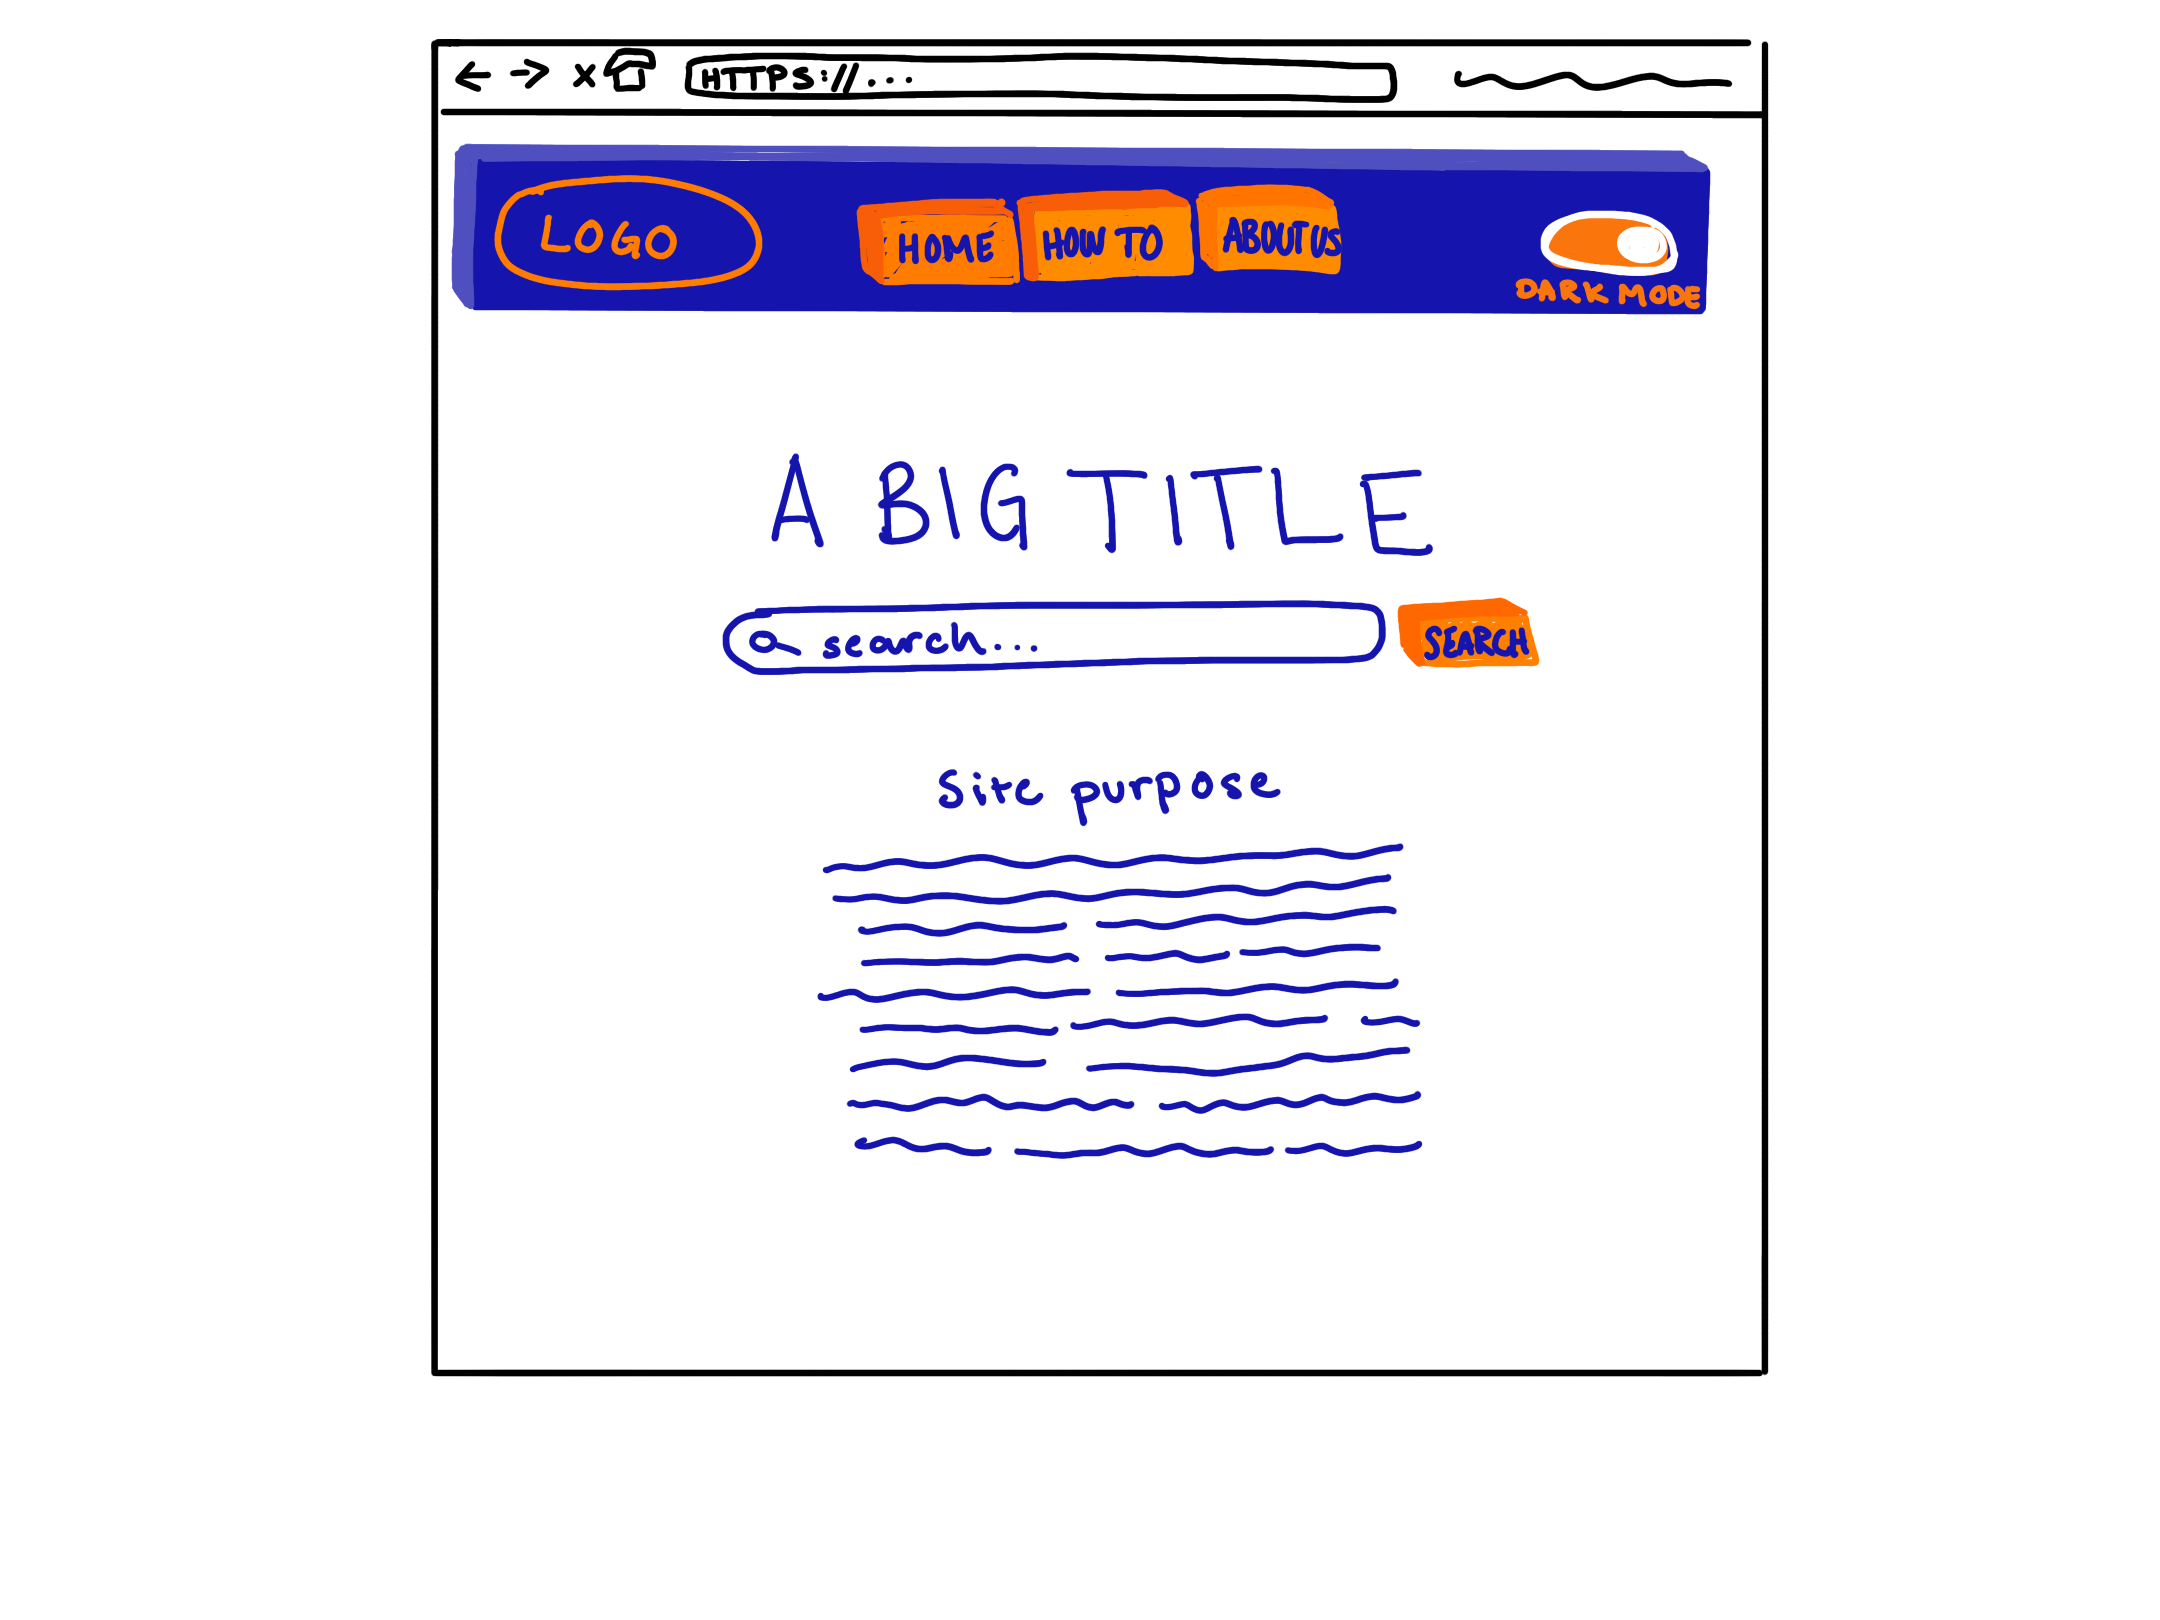 HTTPS://...
LOGO
HOME
HOW TO
ABOUT US
DARK MODE
A BIG TITLE
search...
SEARCH
Site purpose